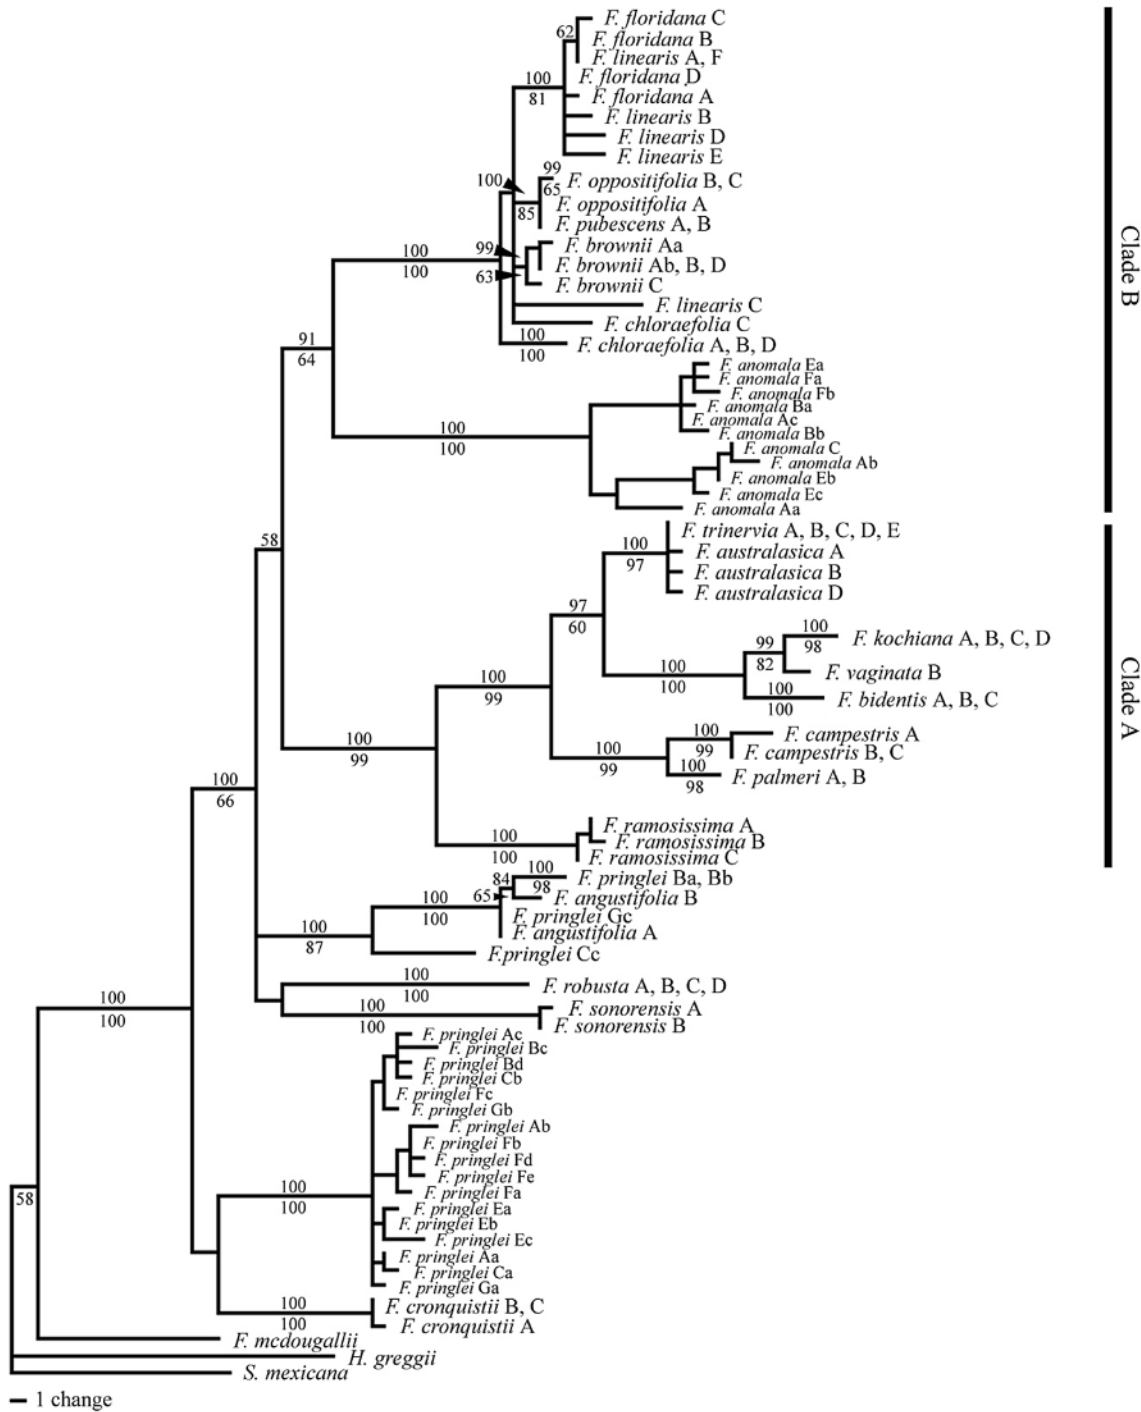 F. floridana C
62
F. floridana B
F. linearis A, F
100
F. floridana D
81
F. floridana A
F. linearis B
F. linearis D
F. linearis E
99
100
F. oppositifolia B, C
65
85
F. oppositifolia A
F. pubescens A, B
99
F. brownii Aa
100
F. brownii Ab, B, D
100
63
F. brownii C
F. linearis C
F. chloraefolia C
100
F. chloraefolia A, B, D
100
Clade B
91
64
F. anomala Ea
F. anomala Fa
F. anomala Fb
F. anomala Ba
F. anomala Ac
100
F. anomala Bb
100
F. anomala C
F. anomala Ab
F. anomala Eb
F. anomala Ec
F. anomala Aa
58
F. trinervia A, B, C, D, E
100
F. australasica A
97
F. australasica B
F. australasica D
97
60
100
F. kochiana A, B, C, D
98
99
82
F. vaginata B
100
100
100
F. bidentis A, B, C
100
Clade A
100
99
100
F. campestris A
99
F. campestris B, C
100
99
100
F. palmeri A, B
98
100
99
100
66
F. ramosissima A
100
F. ramosissima B
100
F. ramosissima C
84
100
F. pringlei Ba, Bb
98
65
F. angustifolia B
100
100
F. pringlei Gc
F. angustifolia A
100
87
F.pringlei Cc
100
F. robusta A, B, C, D
100
100
F. sonorensis A
100
F. sonorensis B
100
100
F. pringlei Ac
F. pringlei Bc
F. pringlei Bd
F. pringlei Cb
F. pringlei Fc
F. pringlei Gb
F. pringlei Ab
F. pringlei Fb
F. pringlei Fd
F. pringlei Fe
F. pringlei Fa
100
100
F. pringlei Ea
F. pringlei Eb
F. pringlei Ec
F. pringlei Aa
F. pringlei Ca
F. pringlei Ga
58
100
F. cronquistii B, C
100
F. cronquistii A
F. mcdougallii
H. greggii
S. mexicana
1 change